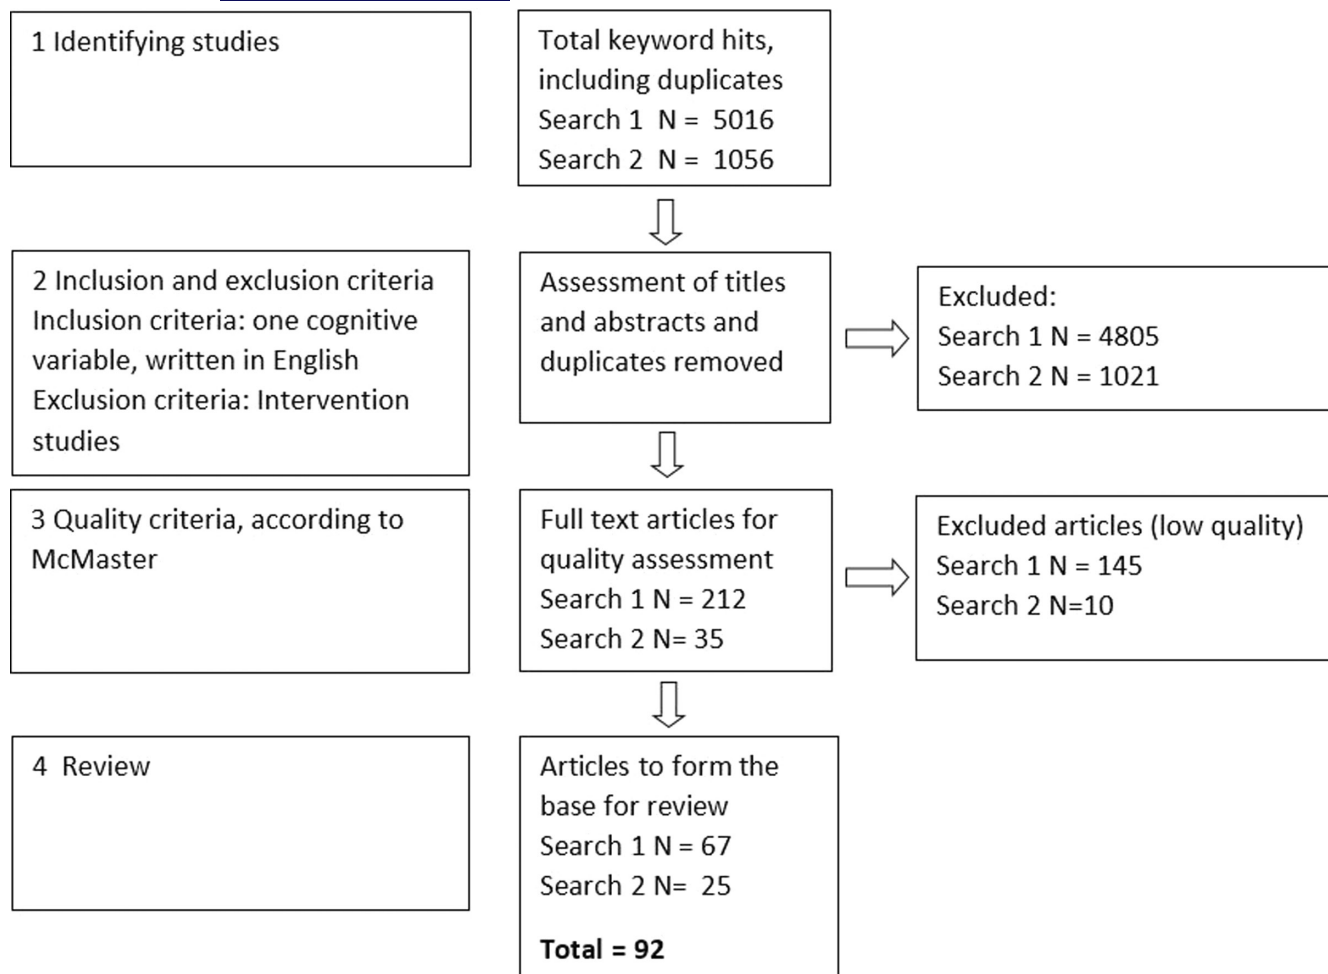 1 Identifying studies
Total keyword hits,
including duplicates
Search 1  N =  5016
Search 2  N =  1056
2 Inclusion and exclusion criteria
Inclusion criteria: one cognitive
variable, written in English
Exclusion criteria: Intervention
studies
Assessment of titles
and abstracts and
duplicates removed
Excluded:
Search 1 N = 4805
Search 2 N = 1021
3 Quality criteria, according to
McMaster
Full text articles for
quality assessment
Search 1 N = 212
Search 2 N= 35
Excluded articles (low quality)
Search 1 N = 145
Search 2 N=10
4  Review
Articles to form the
base for review
Search 1 N = 67
Search 2 N=  25
Total = 92